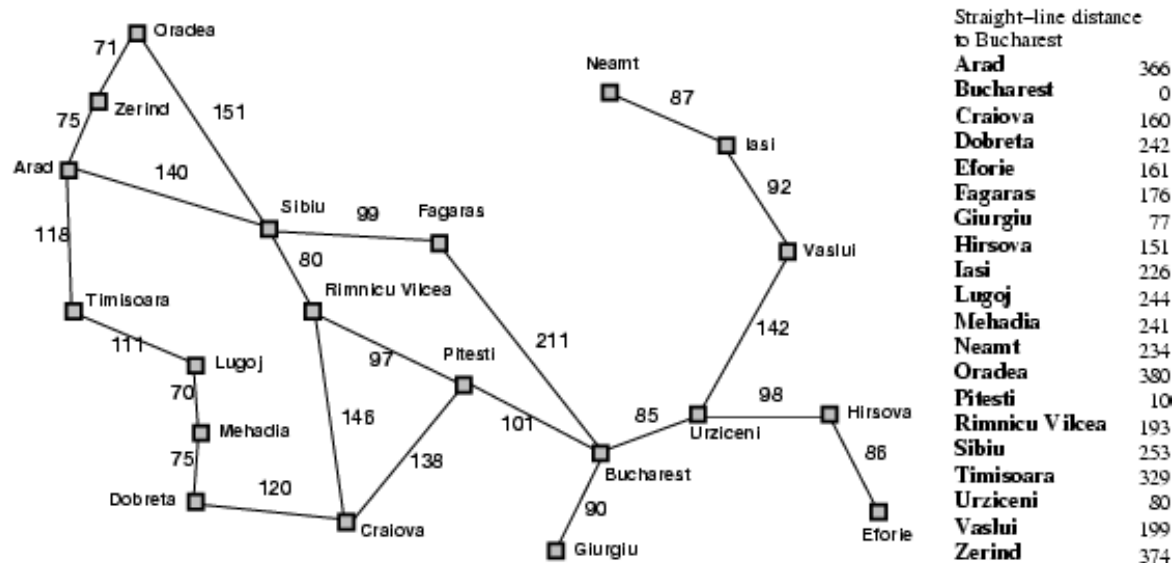 Oradea
71
Neamt
87
Zerind
151
75
Iasi
Arad
140
92
Sibiu
99
Fagaras
118
80
Vaslui
Rimnicu Vilcea
Timisoara
142
111
Lugoj
97
Pitesti
211
70
98
Hirsova
146
101
85
Urziceni
Mehadia
138
86
75
Bucharest
120
Dobreta
90
Craiova
Eforie
Giurgiu
Straight-line distance
to Bucharest
Arad 366
Bucharest 0
Craiova 160
Dobreta 242
Eforie 161
Fagaras 176
Giurgiu 77
Hirsova 151
Iasi 226
Lugoj 244
Mehadia 241
Neamt 234
Oradea 380
Pitesti 10
Rimnicu Vilcea 193
Sibiu 253
Timisoara 329
Urziceni 80
Vaslui 199
Zerind 374